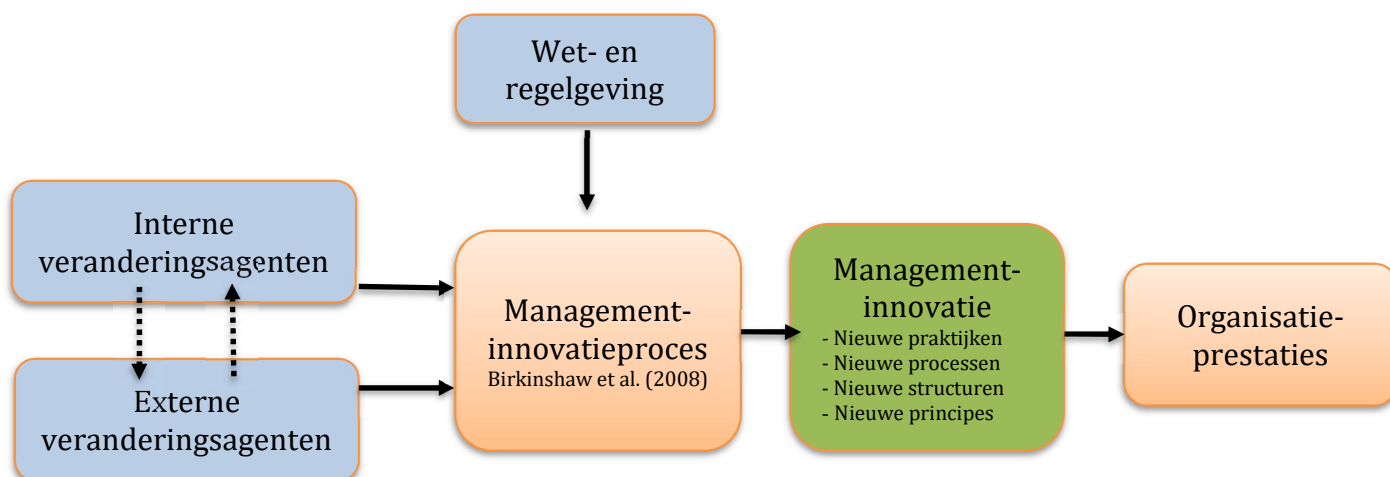 Wet- en
regelgeving
Interne
veranderingsagenten
Externe
veranderingsagenten
Management-
innovatieproces
Birkinshaw et al. (2008)
Management-
innovatie
- Nieuwe praktijken
- Nieuwe processen
- Nieuwe structuren
- Nieuwe principes
Organisatie-
prestaties